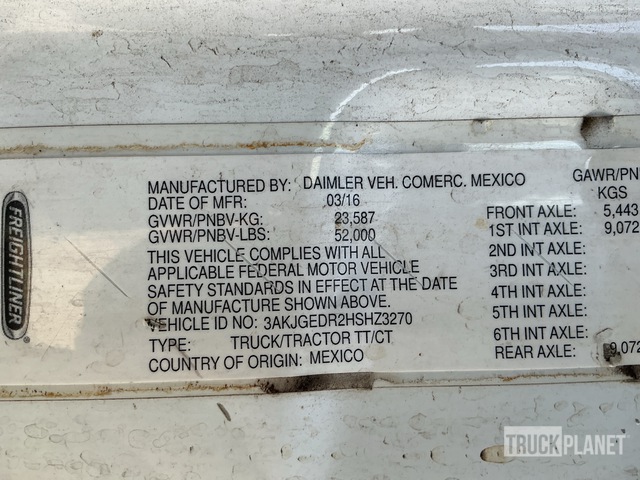 FREIGHTLINER
MANUFACTURED BY: DAIMLER VEH. COMERC. MEXICO
DATE OF MFR: 03/16
GVWR/PNBV-KG: 23,587
GVWR/PNBV-LBS: 52,000
THIS VEHICLE COMPLIES WITH ALL
APPLICABLE FEDERAL MOTOR VEHICLE
SAFETY STANDARDS IN EFFECT AT THE DATE
OF MANUFACTURE SHOWN ABOVE.
VEHICLE ID NO: 3AKJGEDR2HSHZ3270
TYPE: TRUCK/TRACTOR TT/CT
COUNTRY OF ORIGIN: MEXICO
GAWR/PN
KGS
FRONT AXLE: 5,443
1ST INT AXLE: 9,072
2ND INT AXLE:
3RD INT AXLE:
4TH INT AXLE:
5TH INT AXLE:
6TH INT AXLE:
REAR AXLE: 9,072
TRUCKPLANET